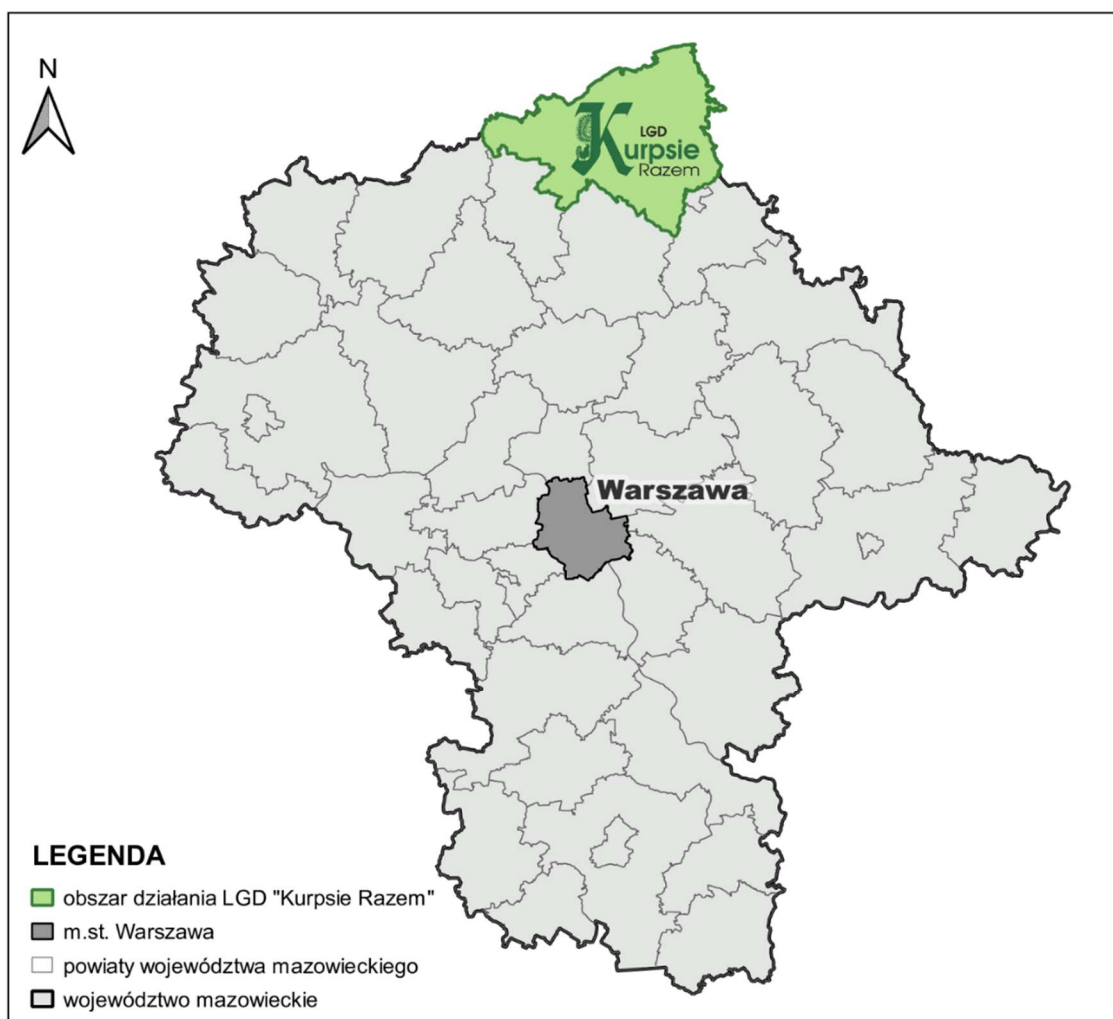 N
LGD
Kurpsie
Razem
Warszawa
LEGENDA
obszar działania LGD "Kurpsie Razem"
m.st. Warszawa
powiaty województwa mazowieckiego
województwo mazowieckie